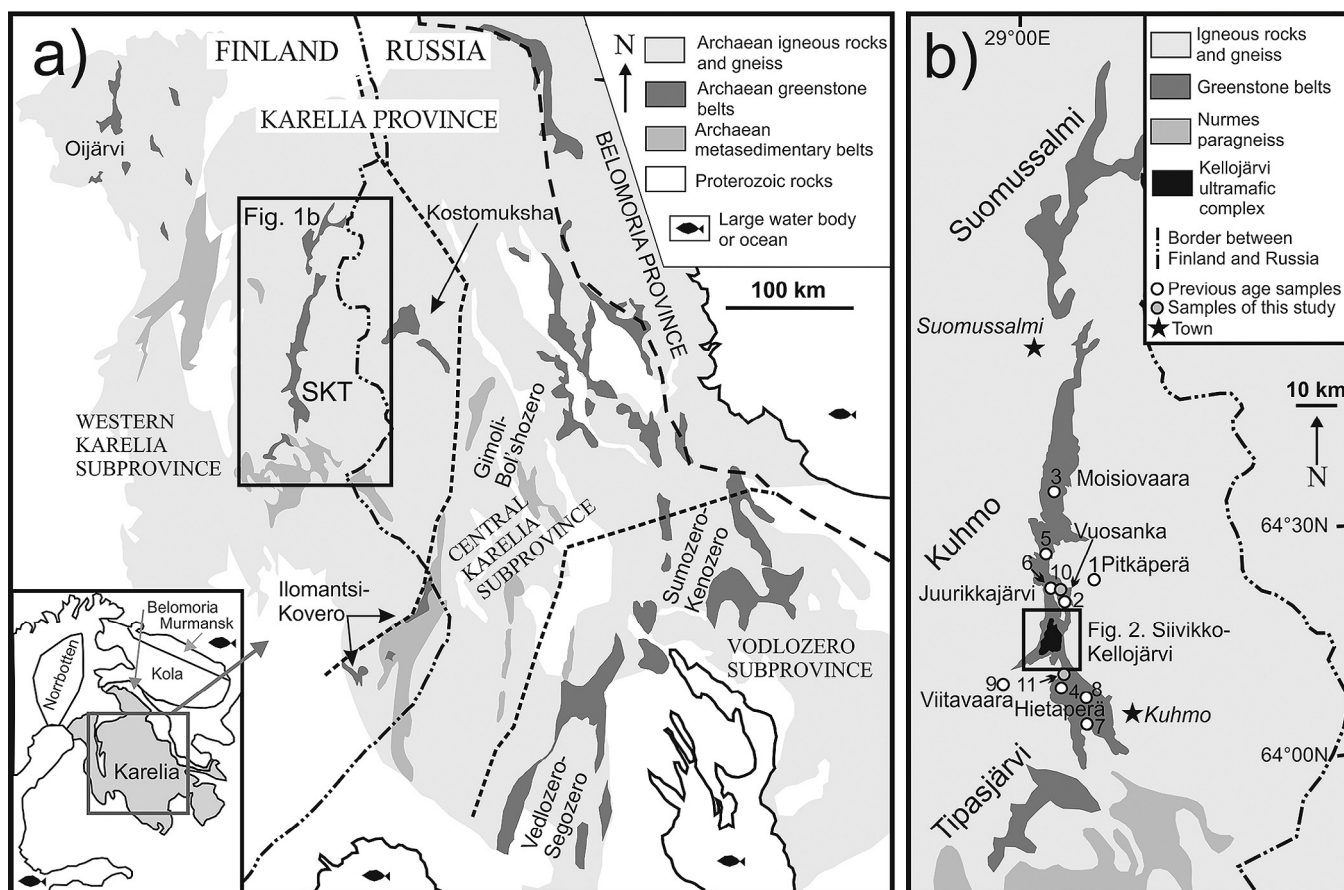 a)
FINLAND
RUSSIA
KARELIA PROVINCE
Oijärvi
Fig. 1b
Kostomuksha
SKT
WESTERN
KARELIA
SUBPROVINCE
BELOMORIA PROVINCE
Gimoli-
Bol'shozero
CENTRAL
KARELIA
SUBPROVINCE
Sumozero-
Kenozero
Ilomantsi-
Kovero
VODLOZERO
SUBPROVINCE
Vedlozero-
Segozero
N
Archaean igneous rocks
and gneiss
Archaean greenstone
belts
Archaean
metasedimentary belts
Proterozoic rocks
Large water body
or ocean
100 km
Belomoria
Murmansk
Norrbotten
Kola
Karelia
b)
29°00E
Igneous rocks
and gneiss
Greenstone belts
Nurmes
paragneiss
Kellojärvi
ultramafic
complex
Border between
Finland and Russia
Previous age samples
Samples of this study
Town
10 km
N
Suomussalmi
Suomussalmi
3
Moisiovaara
Kuhmo
64°30N
5
Vuosanka
6
10
1
Pitkäperä
Juurikkajärvi
2
Fig. 2. Siivikko-
Kellojärvi
9
11
4
8
Viitavaara
Hietaperä
7
Kuhmo
64°00N
Tipasjärvi